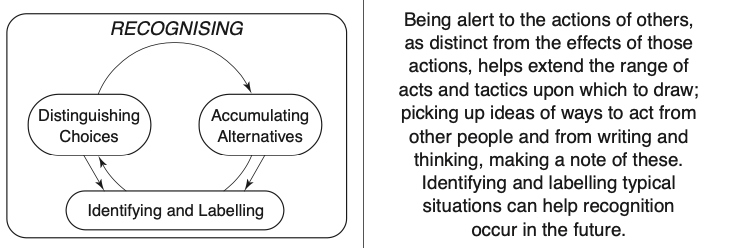 RECOGNISING
Distinguishing
Choices
Accumulating
Alternatives
Identifying and Labelling
Being alert to the actions of others,
as distinct from the effects of those
actions, helps extend the range of
acts and tactics upon which to draw;
picking up ideas of ways to act from
other people and from writing and
thinking, making a note of these.
Identifying and labelling typical
situations can help recognition
occur in the future.